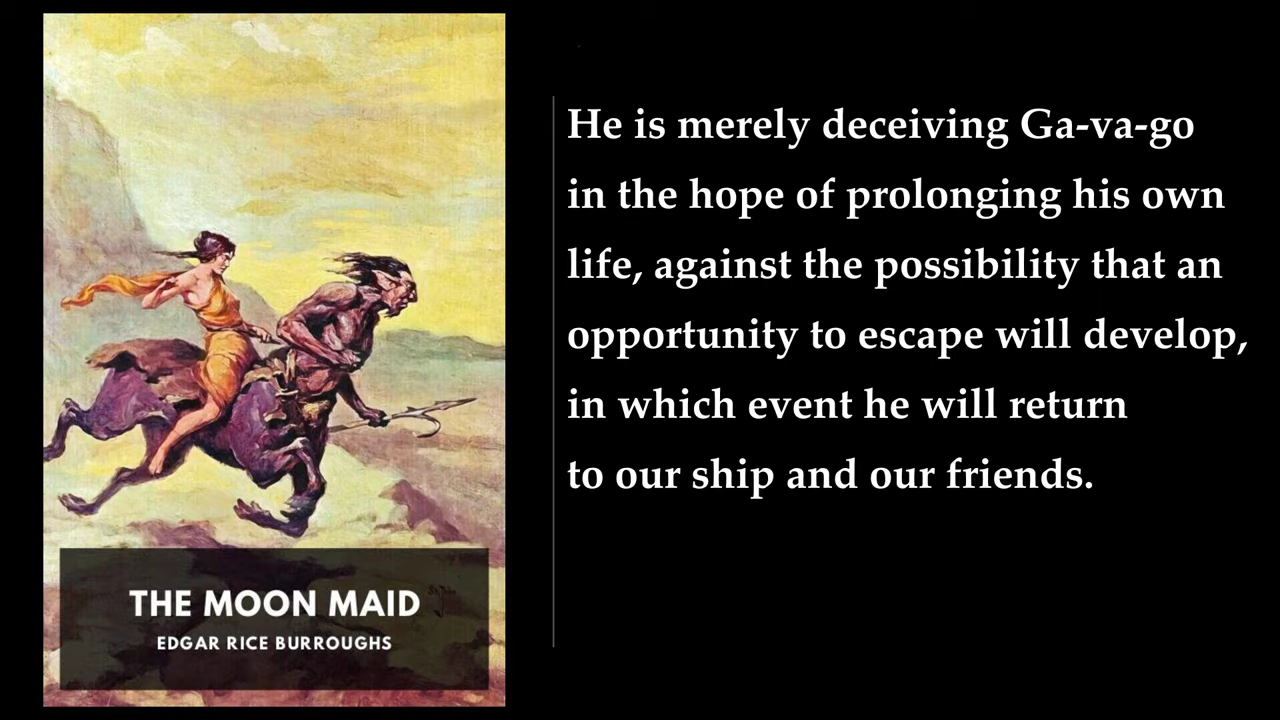 He is merely deceiving Ga-va-go
in the hope of prolonging his own
life, against the possibility that an
opportunity to escape will develop,
in which event he will return
to our ship and our friends.
THE MOON MAID
EDGAR RICE BURROUGHS